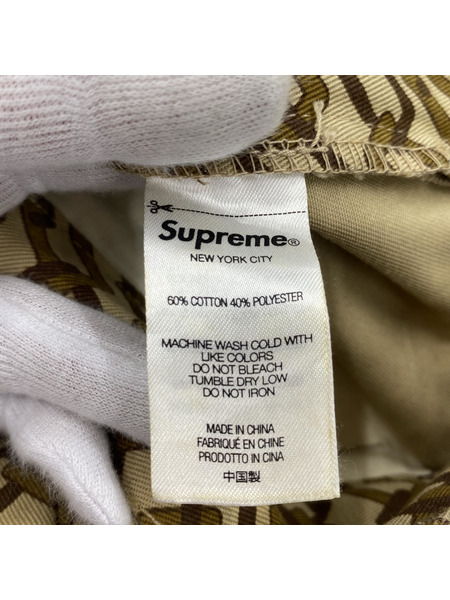 Supreme®
NEW YORK CITY
60% COTTON 40% POLYESTER
MACHINE WASH COLD WITH
LIKE COLORS
DO NOT BLEACH
TUMBLE DRY LOW
DO NOT IRON
MADE IN CHINA
FABRIQUÉ EN CHINE
PRODOTTO IN CINA
中国製